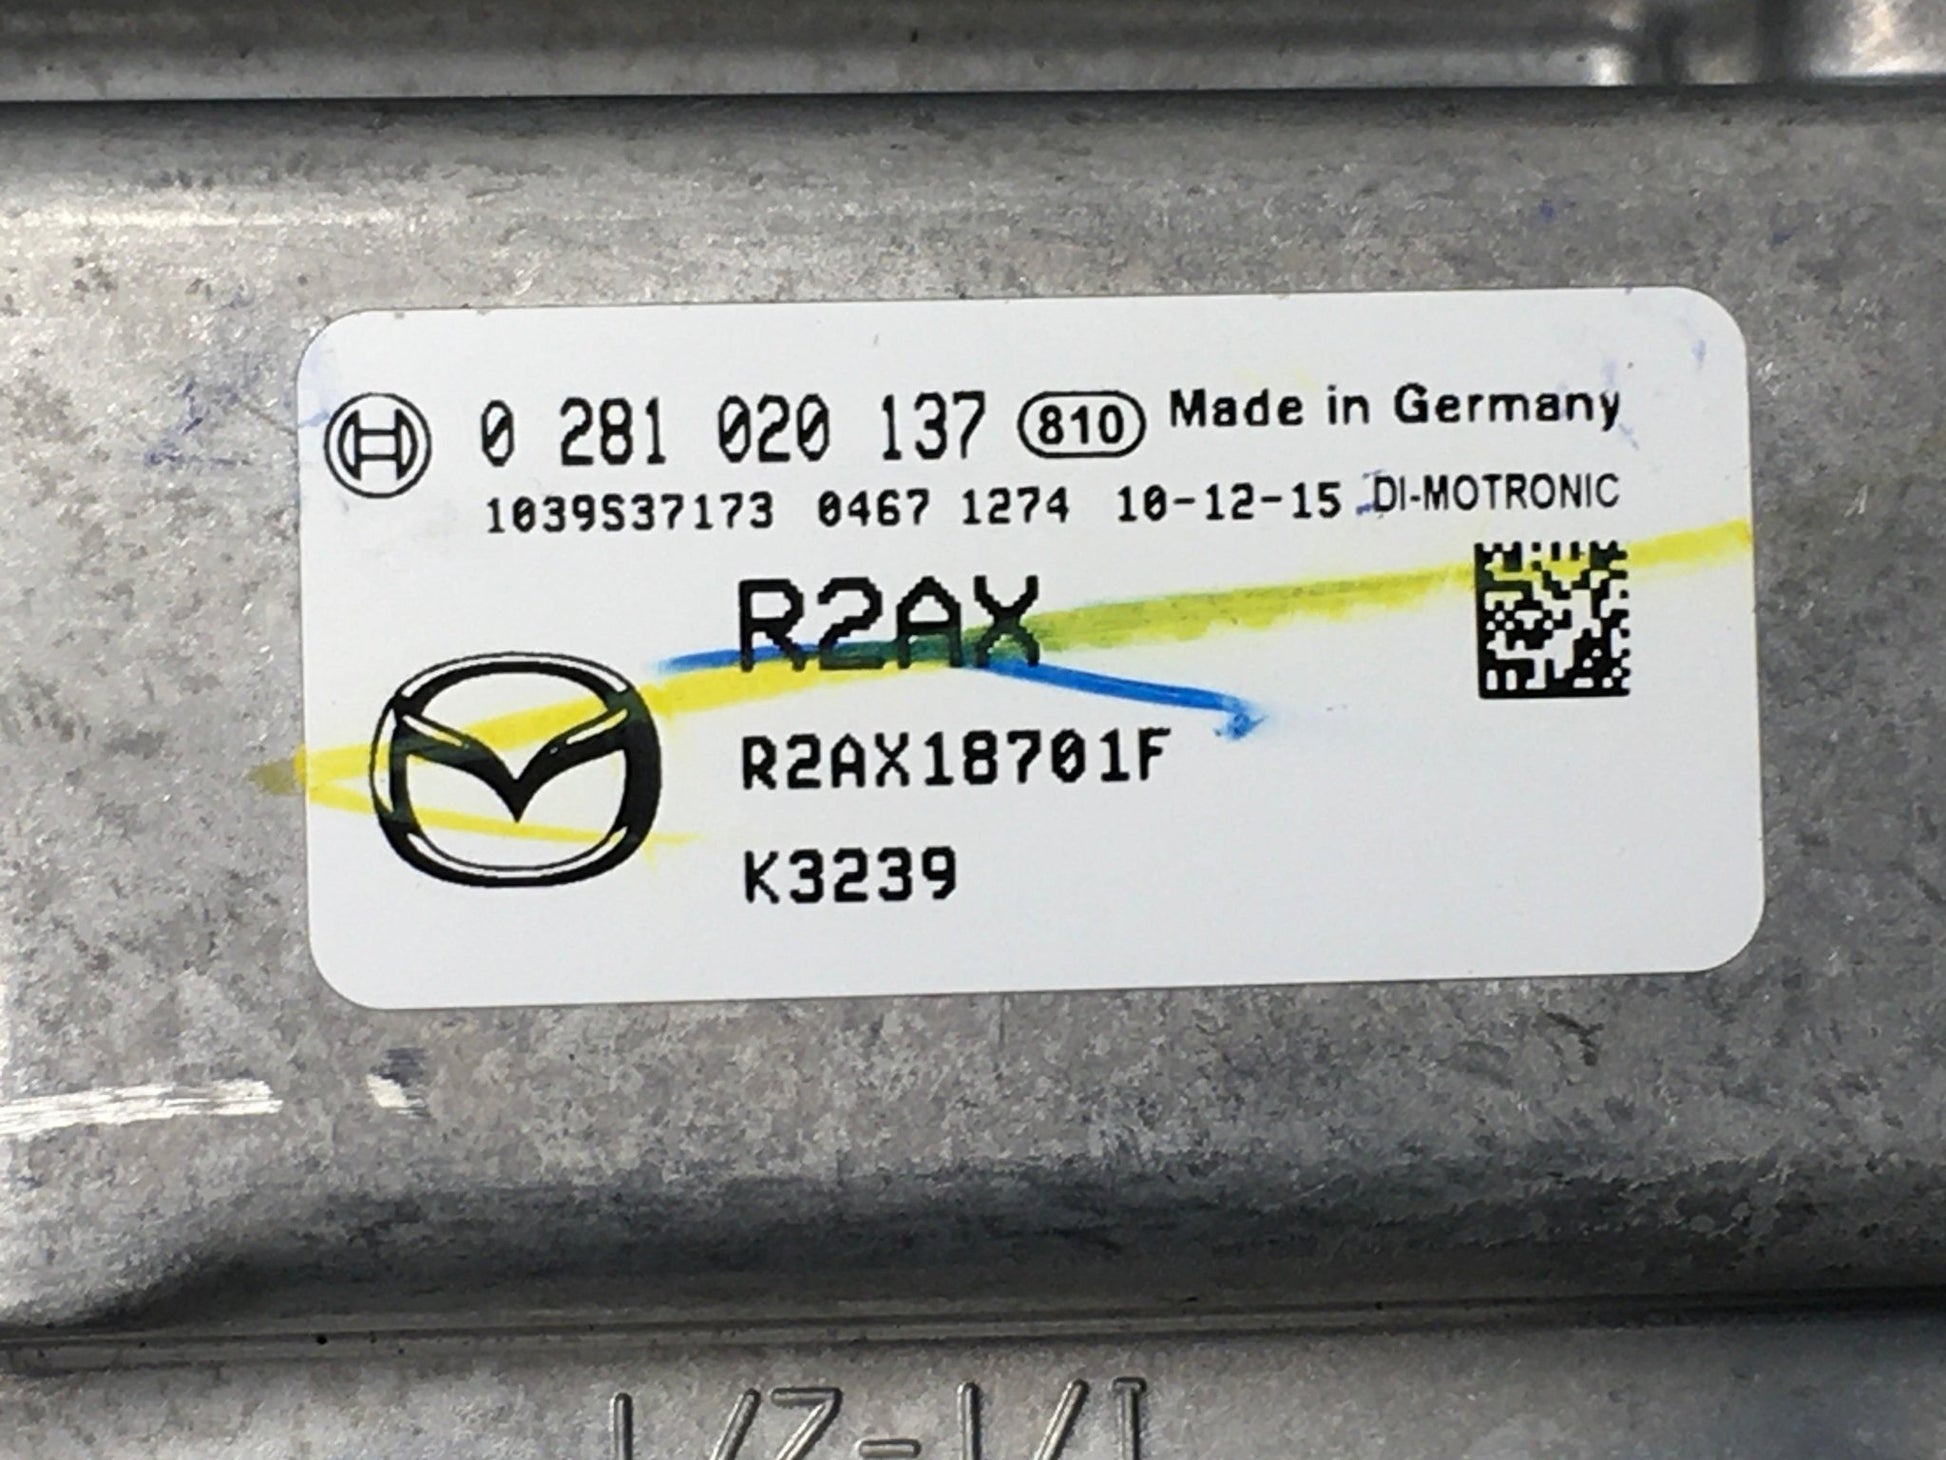 0 281 020 137 810 Made in Germany
1039S37173 0467 1274 10-12-15 DI-MOTRONIC
R2AX
R2AX18701F
K3239